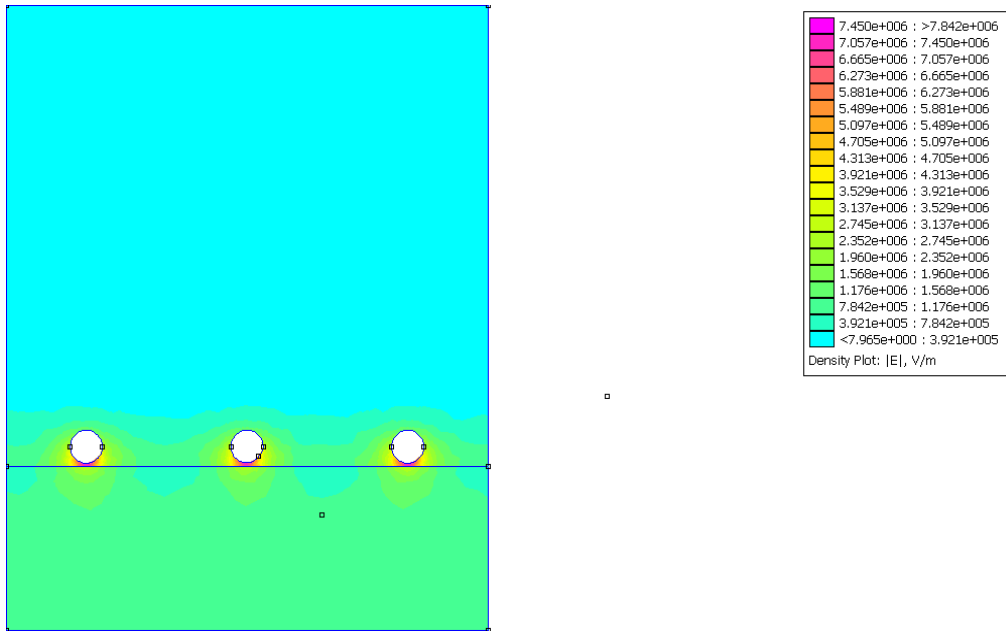 7.450e+006 : >7.842e+006
7.057e+006 : 7.450e+006
6.665e+006 : 7.057e+006
6.273e+006 : 6.665e+006
5.881e+006 : 6.273e+006
5.489e+006 : 5.881e+006
5.097e+006 : 5.489e+006
4.705e+006 : 5.097e+006
4.313e+006 : 4.705e+006
3.921e+006 : 4.313e+006
3.529e+006 : 3.921e+006
3.137e+006 : 3.529e+006
2.745e+006 : 3.137e+006
2.352e+006 : 2.745e+006
1.960e+006 : 2.352e+006
1.568e+006 : 1.960e+006
1.176e+006 : 1.568e+006
7.842e+005 : 1.176e+006
3.921e+005 : 7.842e+005
<7.965e+000 : 3.921e+005
Density Plot: |E|, V/m